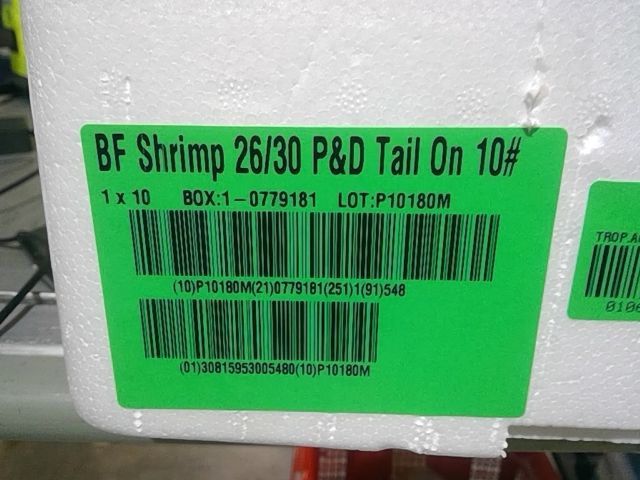 BF Shrimp 26/30 P&D Tail On 10#
1 x 10 BOX:1-0779181 LOT:P10180M
(10)P10180M(21)0779181(251)1(91)548
(01)30815953005480(10)P10180M